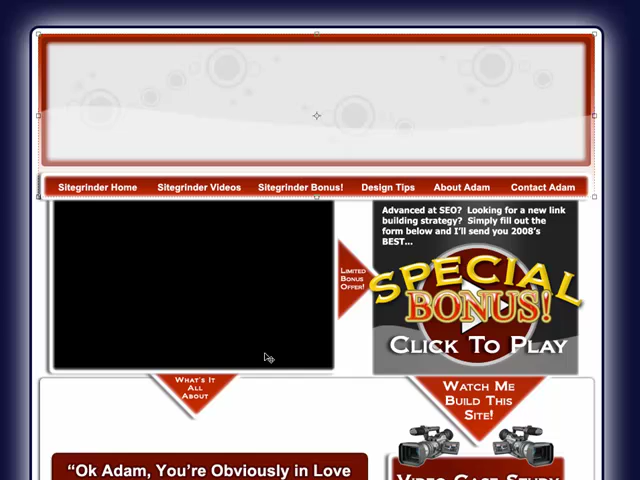 Sitegrinder Home Sitegrinder Videos Sitegrinder Bonus! Design Tips About Adam Contact Adam
Advanced at SEO? Looking for a new link
building strategy? Simply fill out the
form below and I'll send you 2008's
BEST...
LIMITED
BONUS
OFFER!
SPECIAL
BONUS!
CLICK TO PLAY
WHAT'S IT
ALL
ABOUT
WATCH ME
BUILD THIS
SITE!
“Ok Adam, You're Obviously in Love
VIDEO CASE STUDY